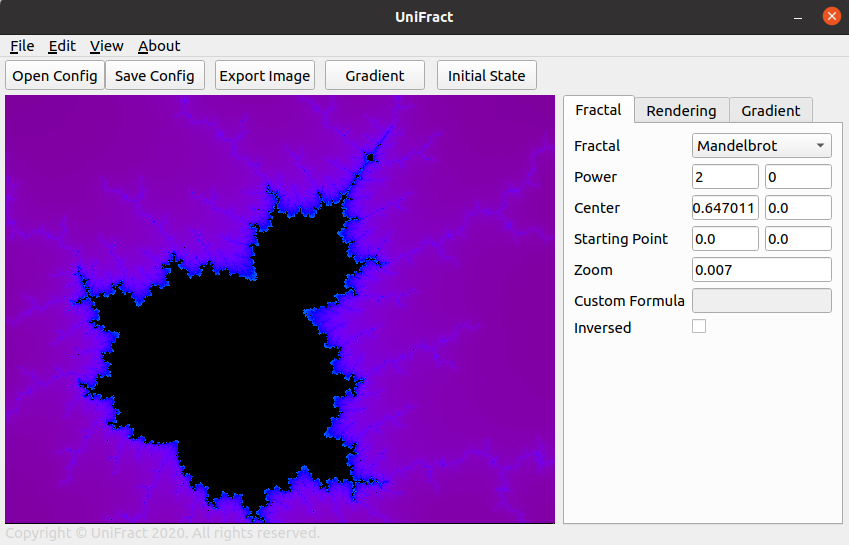 UniFract
File Edit View About
Open Config Save Config Export Image Gradient Initial State
Fractal Rendering Gradient
Fractal Mandelbrot
Power 2 0
Center 0.647011 0.0
Starting Point 0.0 0.0
Zoom 0.007
Custom Formula
Inversed
Copyright © UniFract 2020. All rights reserved.